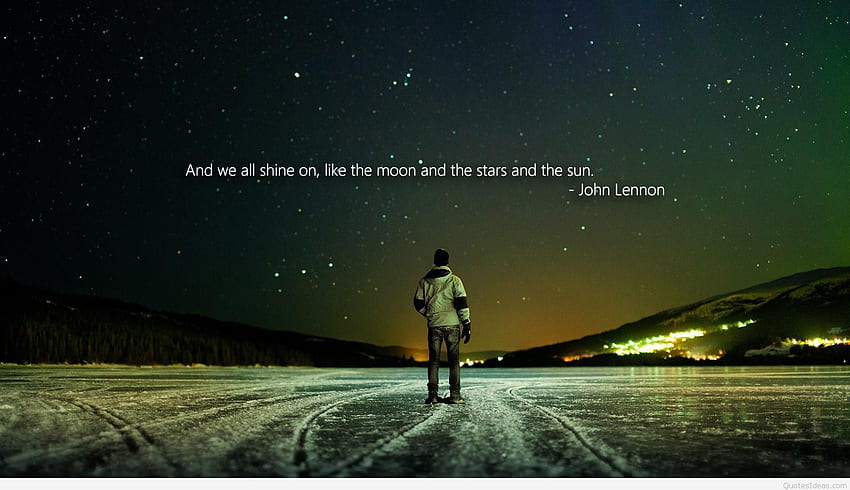 And we all shine on, like the moon and the stars and the sun.
- John Lennon
QuotesIdeas.com